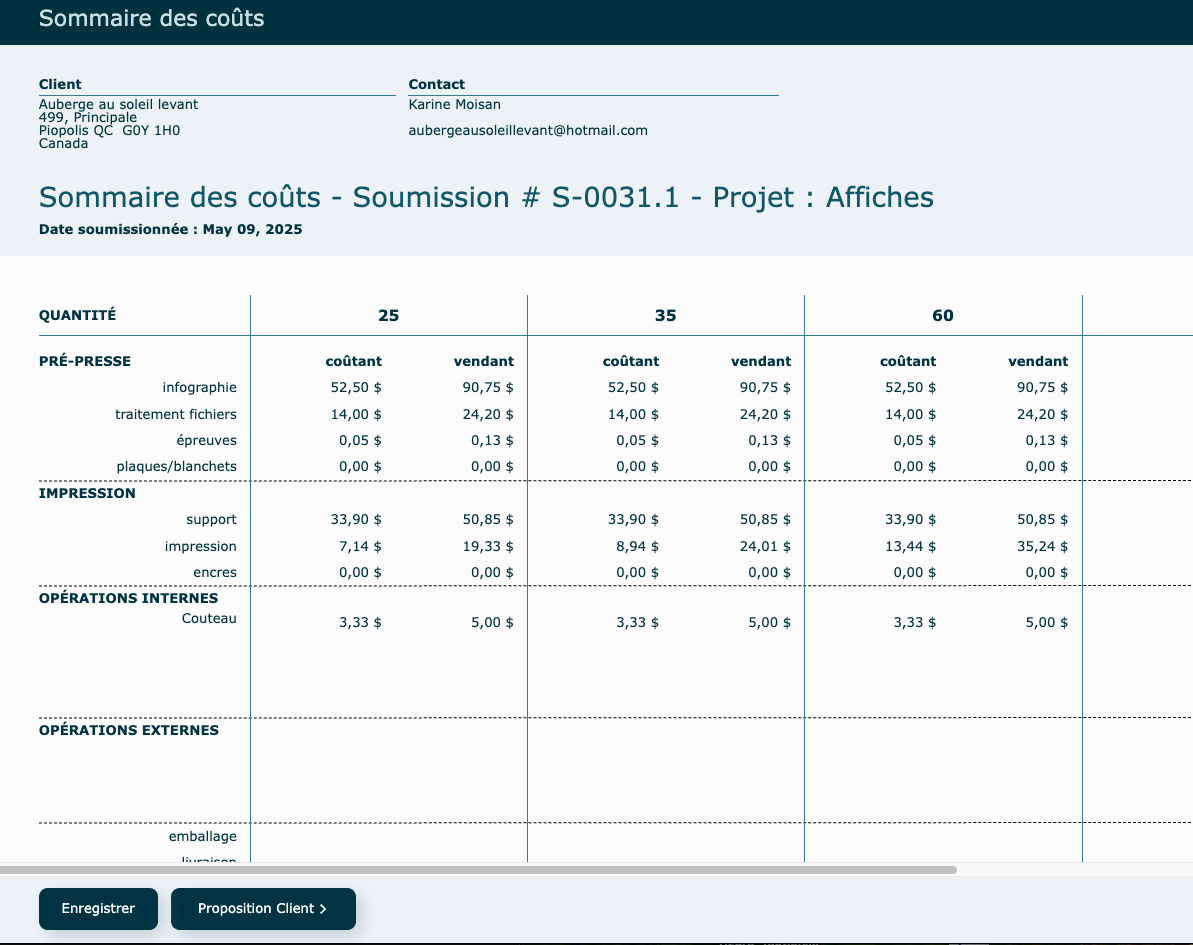 Sommaire des coûts
Client
Contact
Auberge au soleil levant
Karine Moisan
499, Principale
Piopolis QC  G0Y 1H0
aubergeausoleillevant@hotmail.com
Canada
Sommaire des coûts - Soumission # S-0031.1 - Projet : Affiches
Date soumissionnée : May 09, 2025
QUANTITÉ 25 35 60
PRÉ-PRESSE coûtant vendant coûtant vendant coûtant vendant
infographie 52,50 $ 90,75 $ 52,50 $ 90,75 $ 52,50 $ 90,75 $
traitement fichiers 14,00 $ 24,20 $ 14,00 $ 24,20 $ 14,00 $ 24,20 $
épreuves 0,05 $ 0,13 $ 0,05 $ 0,13 $ 0,05 $ 0,13 $
plaques/blanchets 0,00 $ 0,00 $ 0,00 $ 0,00 $ 0,00 $ 0,00 $
IMPRESSION
support 33,90 $ 50,85 $ 33,90 $ 50,85 $ 33,90 $ 50,85 $
impression 7,14 $ 19,33 $ 8,94 $ 24,01 $ 13,44 $ 35,24 $
encres 0,00 $ 0,00 $ 0,00 $ 0,00 $ 0,00 $ 0,00 $
OPÉRATIONS INTERNES
Couteau 3,33 $ 5,00 $ 3,33 $ 5,00 $ 3,33 $ 5,00 $
OPÉRATIONS EXTERNES
emballage
livraison
Enregistrer
Proposition Client >